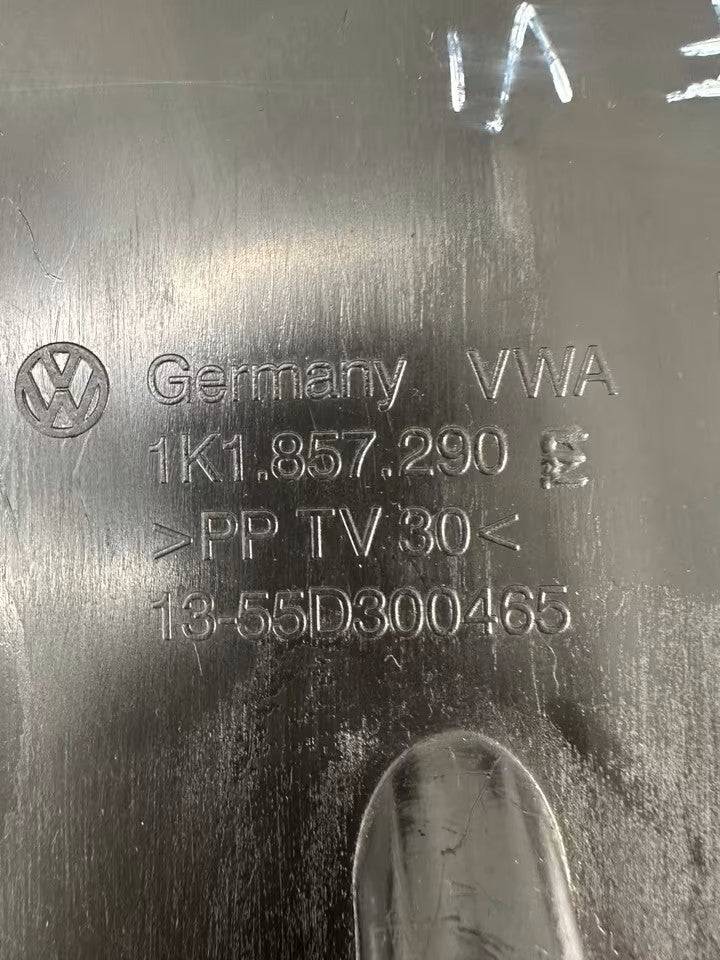 Germany VWA
1K1.857.290
>PP TV 30<
13-55D300465